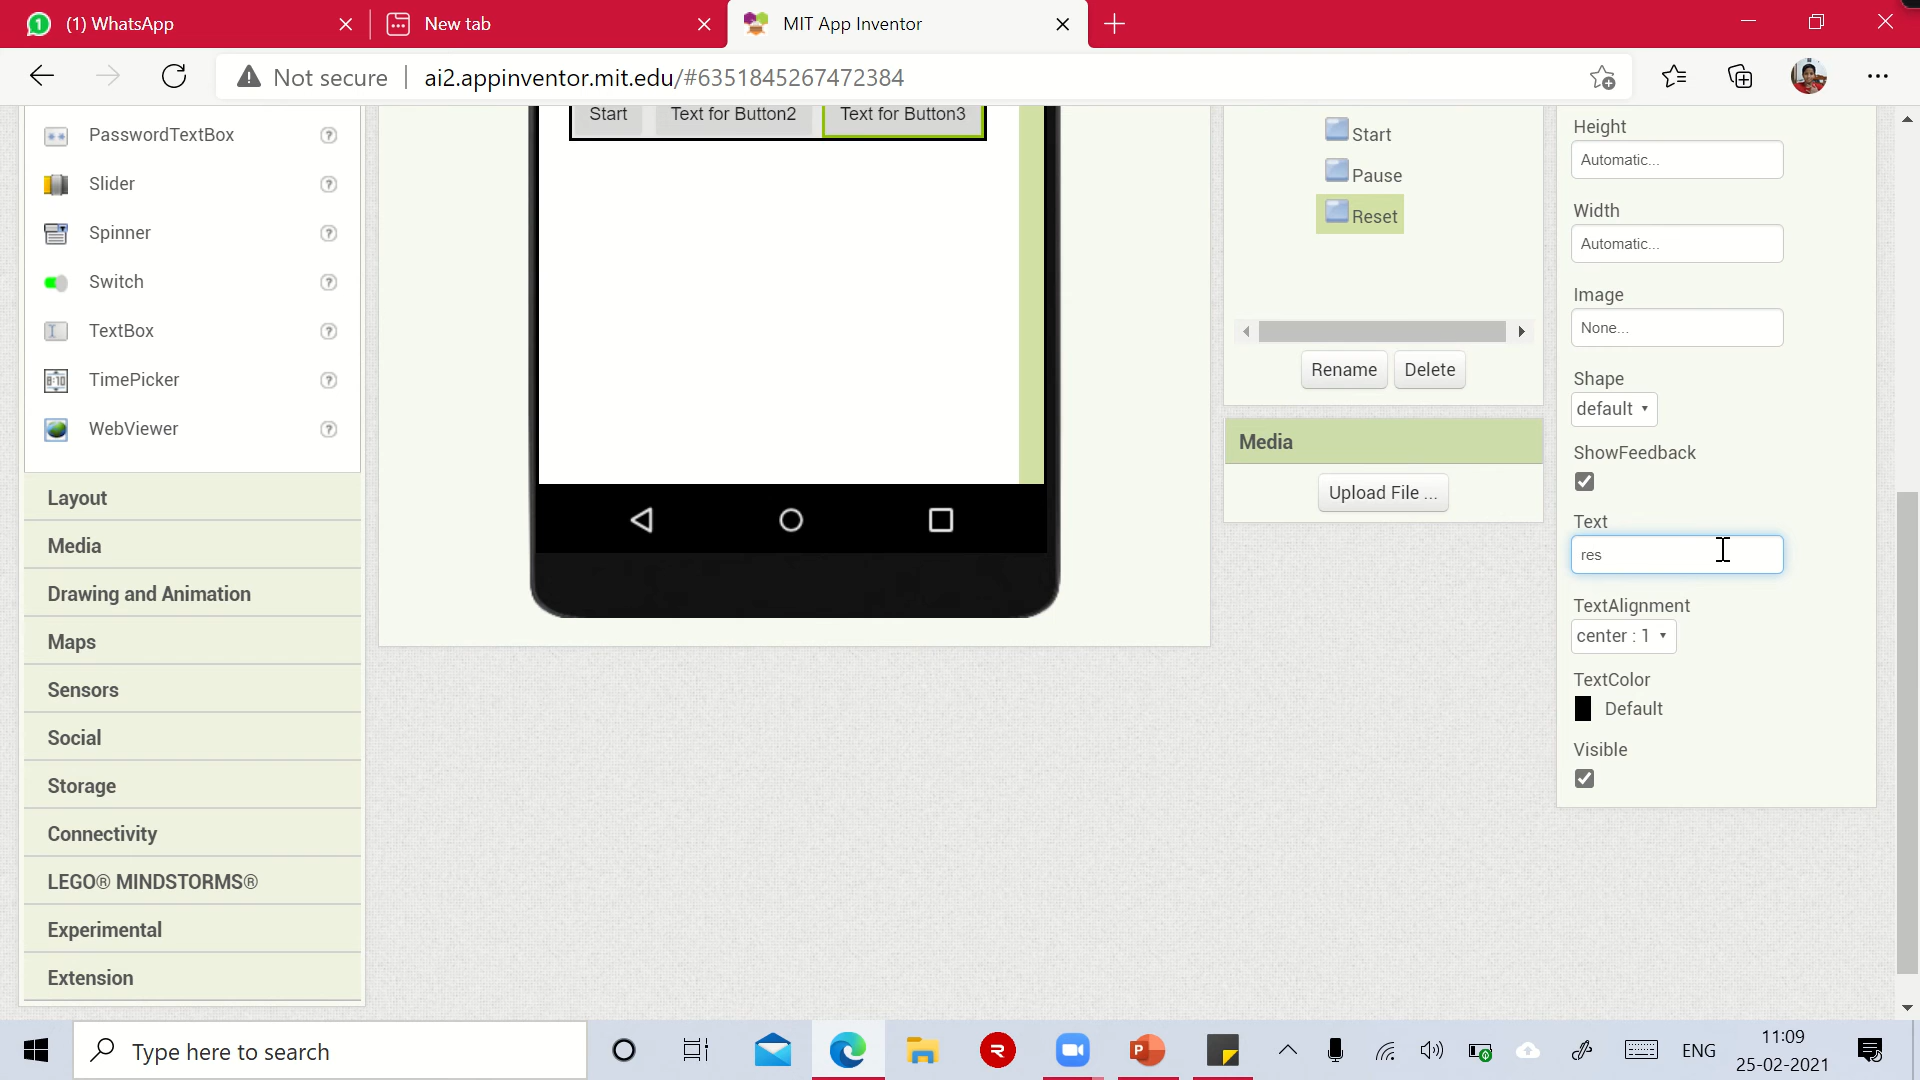 (1) WhatsApp
New tab
MIT App Inventor
Not secure
ai2.appinventor.mit.edu/#6351845267472384
PasswordTextBox
Slider
Spinner
Switch
TextBox
TimePicker
WebViewer
Layout
Media
Drawing and Animation
Maps
Sensors
Social
Storage
Connectivity
LEGO® MINDSTORMS®
Experimental
Extension
Start
Text for Button2
Text for Button3
Start
Pause
Reset
Rename
Delete
Media
Upload File ...
Height
Automatic...
Width
Automatic...
Image
None...
Shape
default
ShowFeedback
Text
res
TextAlignment
center : 1
TextColor
Default
Visible
Type here to search
ENG
11:09
25-02-2021